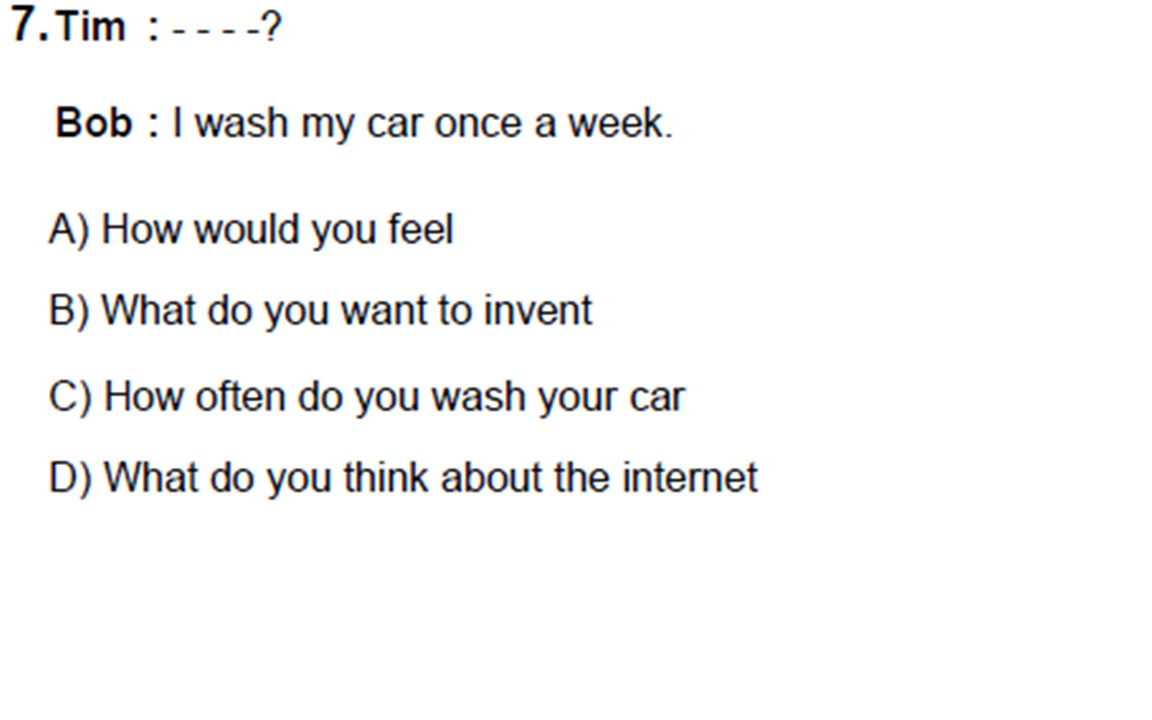 7. Tim : - - - -?
Bob : I wash my car once a week.
A) How would you feel
B) What do you want to invent
C) How often do you wash your car
D) What do you think about the internet